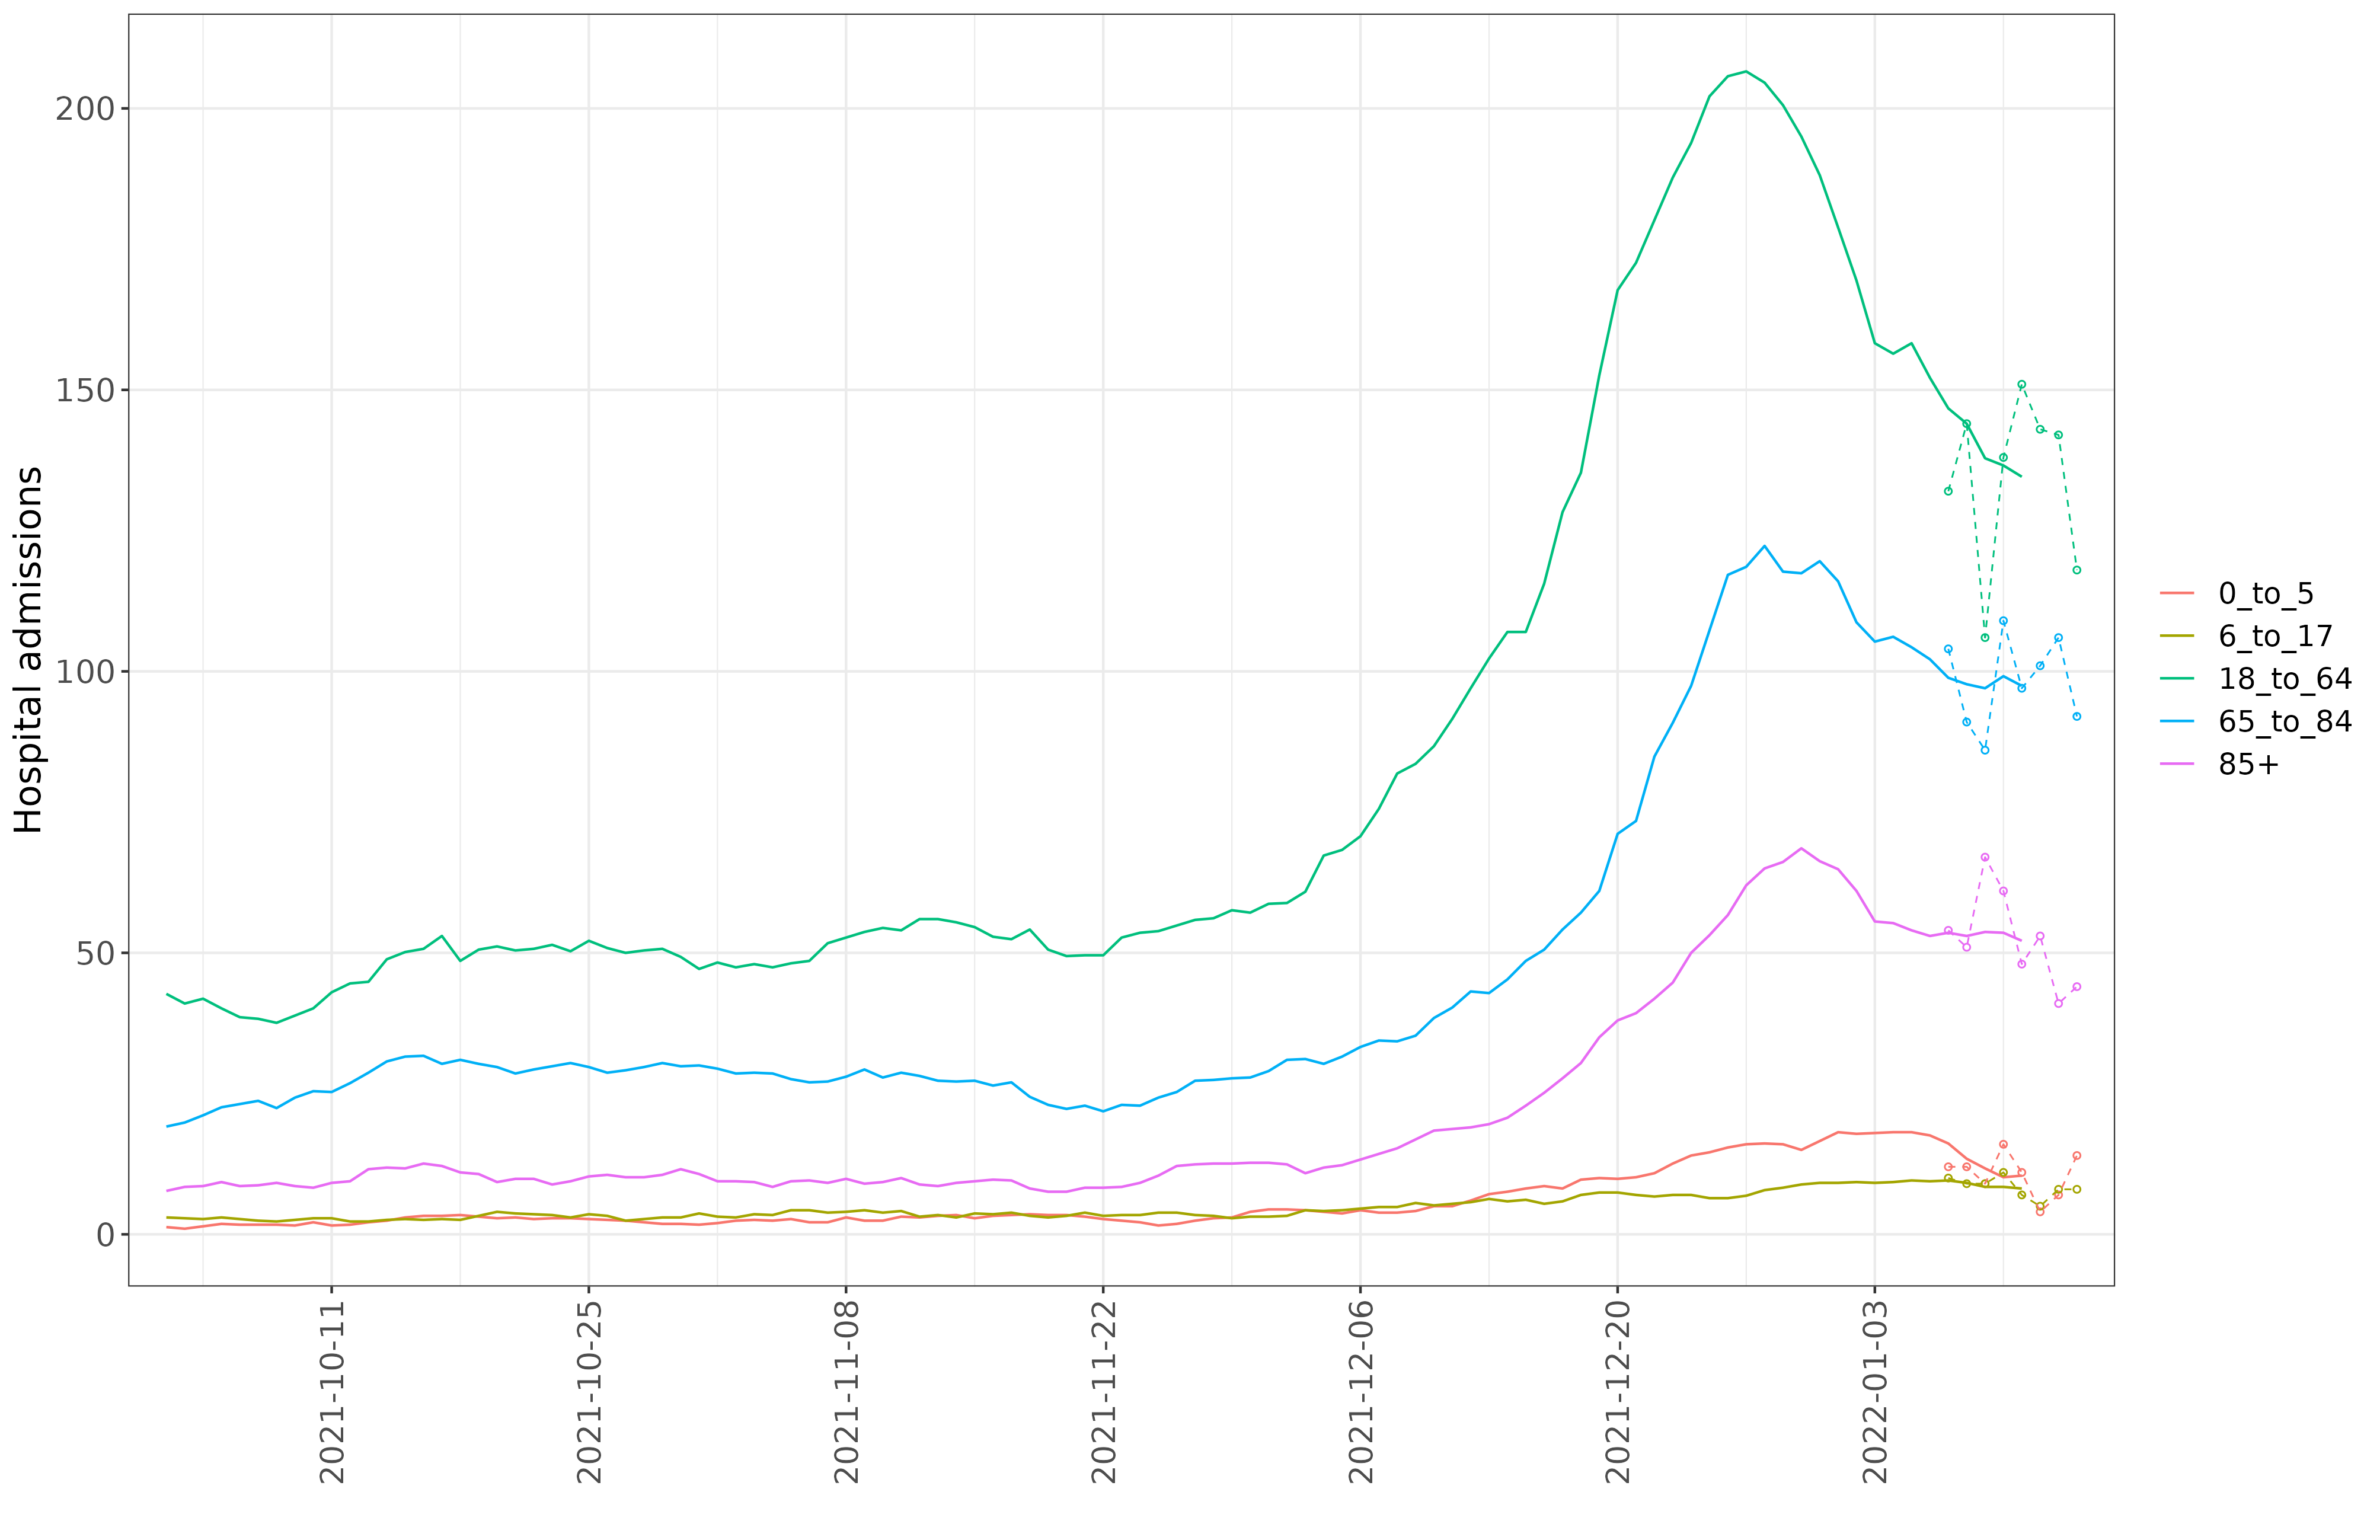 Hospital admissions
200
150
100
50
0
2021-10-11
2021-10-25
2021-11-08
2021-11-22
2021-12-06
2021-12-20
2022-01-03
0_to_5
6_to_17
18_to_64
65_to_84
85+